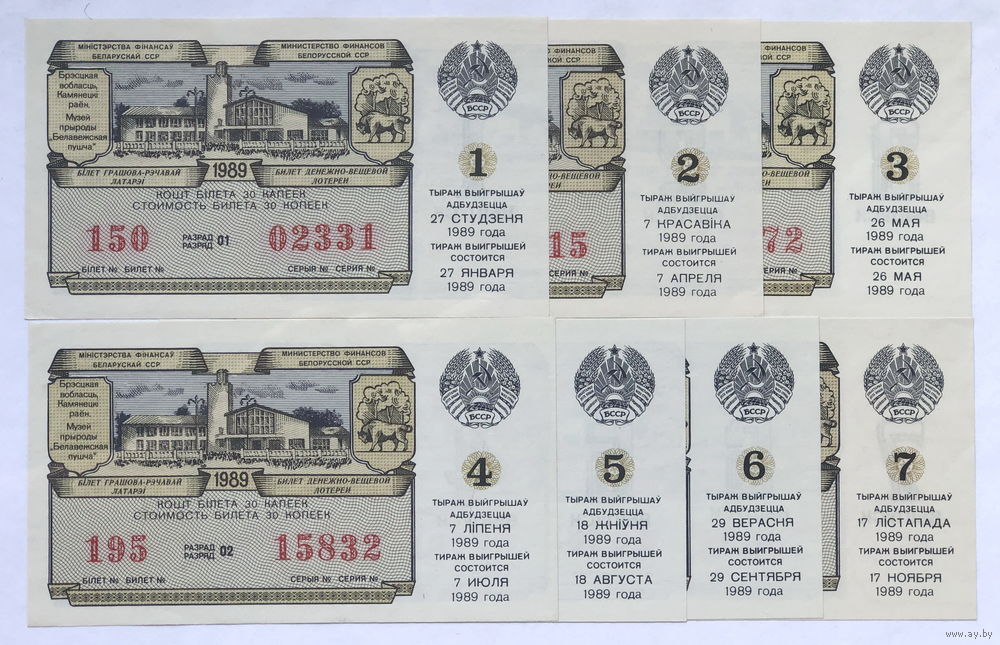 МІНІСТЭРСТВА ФІНАНСАЎ
БЕЛАРУСКАЙ ССР
МИНИСТЕРСТВО ФИНАНСОВ
БЕЛОРУССКОЙ ССР
Брэсцкая
вобласць,
Камянецкі
раён.
Музей
прыроды
"Белавежская
пушча"
1989
БІЛЕТ ГРАШОВА-РЭЧАВАЙ
ЛАТАРЭІ
БИЛЕТ ДЕНЕЖНО-ВЕЩЕВОЙ
ЛОТЕРЕИ
КОШТ БІЛЕТА 30 КАПЕЕК
СТОИМОСТЬ БИЛЕТА 30 КОПЕЕК
150
РАЗРАД
РАЗРЯД 01
02331
БІЛЕТ № БИЛЕТ №
СЕРЫЯ № СЕРИЯ №
БССР
1
ТЫРАЖ ВЫЙГРЫШАЎ
АДБУДЗЕЦЦА
27 СТУДЗЕНЯ
1989 года
ТИРАЖ ВЫИГРЫШЕЙ
СОСТОИТСЯ
27 ЯНВАРЯ
1989 года
ФИНАНСОВ
ССКОЙ ССР
НО-ВЕЩЕВОЙ
15
БССР
2
ТЫРАЖ ВЫЙГРЫШАЎ
АДБУДЗЕЦЦА
7 КРАСАВІКА
1989 года
ТИРАЖ ВЫИГРЫШЕЙ
СОСТОИТСЯ
7 АПРЕЛЯ
1989 года
72
БССР
3
ТЫРАЖ ВЫЙГРЫШАЎ
АДБУДЗЕЦЦА
26 МАЯ
1989 года
ТИРАЖ ВЫИГРЫШЕЙ
СОСТОИТСЯ
26 МАЯ
1989 года
МІНІСТЭРСТВА ФІНАНСАЎ
БЕЛАРУСКАЙ ССР
МИНИСТЕРСТВО ФИНАНСОВ
БЕЛОРУССКОЙ ССР
Брэсцкая
вобласць,
Камянецкі
раён.
Музей
прыроды
"Белавежская
пушча"
1989
БІЛЕТ ГРАШОВА-РЭЧАВАЙ
ЛАТАРЭІ
БИЛЕТ ДЕНЕЖНО-ВЕЩЕВОЙ
ЛОТЕРЕИ
КОШТ БІЛЕТА 30 КАПЕЕК
СТОИМОСТЬ БИЛЕТА 30 КОПЕЕК
195
РАЗРАД
РАЗРЯД 02
15832
БІЛЕТ № БИЛЕТ №
СЕРЫЯ № СЕРИЯ №
БССР
4
ТЫРАЖ ВЫЙГРЫШАЎ
АДБУДЗЕЦЦА
7 ЛІПЕНЯ
1989 года
ТИРАЖ ВЫИГРЫШЕЙ
СОСТОИТСЯ
7 ИЮЛЯ
1989 года
БССР
5
ТЫРАЖ ВЫЙГРЫШАЎ
АДБУДЗЕЦЦА
18 ЖНІЎНЯ
1989 года
ТИРАЖ ВЫИГРЫШЕЙ
СОСТОИТСЯ
18 АВГУСТА
1989 года
БССР
6
ТЫРАЖ ВЫЙГРЫШАЎ
АДБУДЗЕЦЦА
29 ВЕРАСНЯ
1989 года
ТИРАЖ ВЫИГРЫШЕЙ
СОСТОИТСЯ
29 СЕНТЯБРЯ
1989 года
БССР
7
ТЫРАЖ ВЫЙГРЫШАЎ
АДБУДЗЕЦЦА
17 ЛІСТАПАДА
1989 года
ТИРАЖ ВЫИГРЫШЕЙ
СОСТОИТСЯ
17 НОЯБРЯ
1989 года
www.ay.by